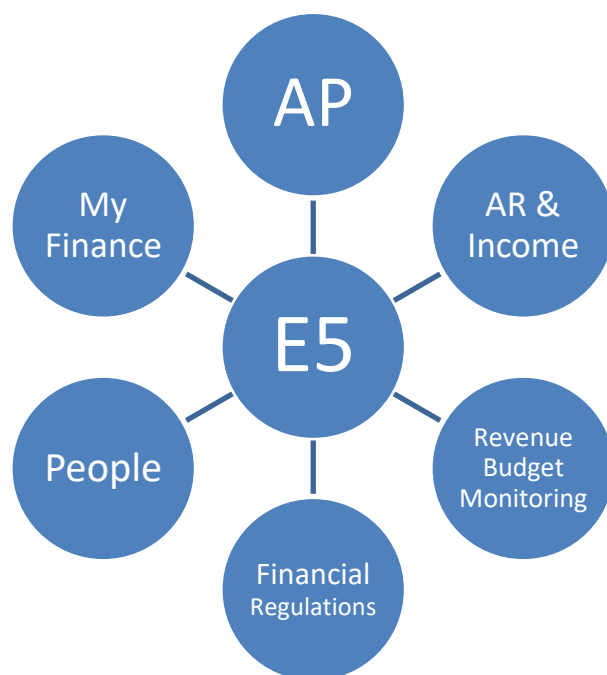 AP
My
Finance
AR &
Income
E5
People
Revenue
Budget
Monitoring
Financial
Regulations